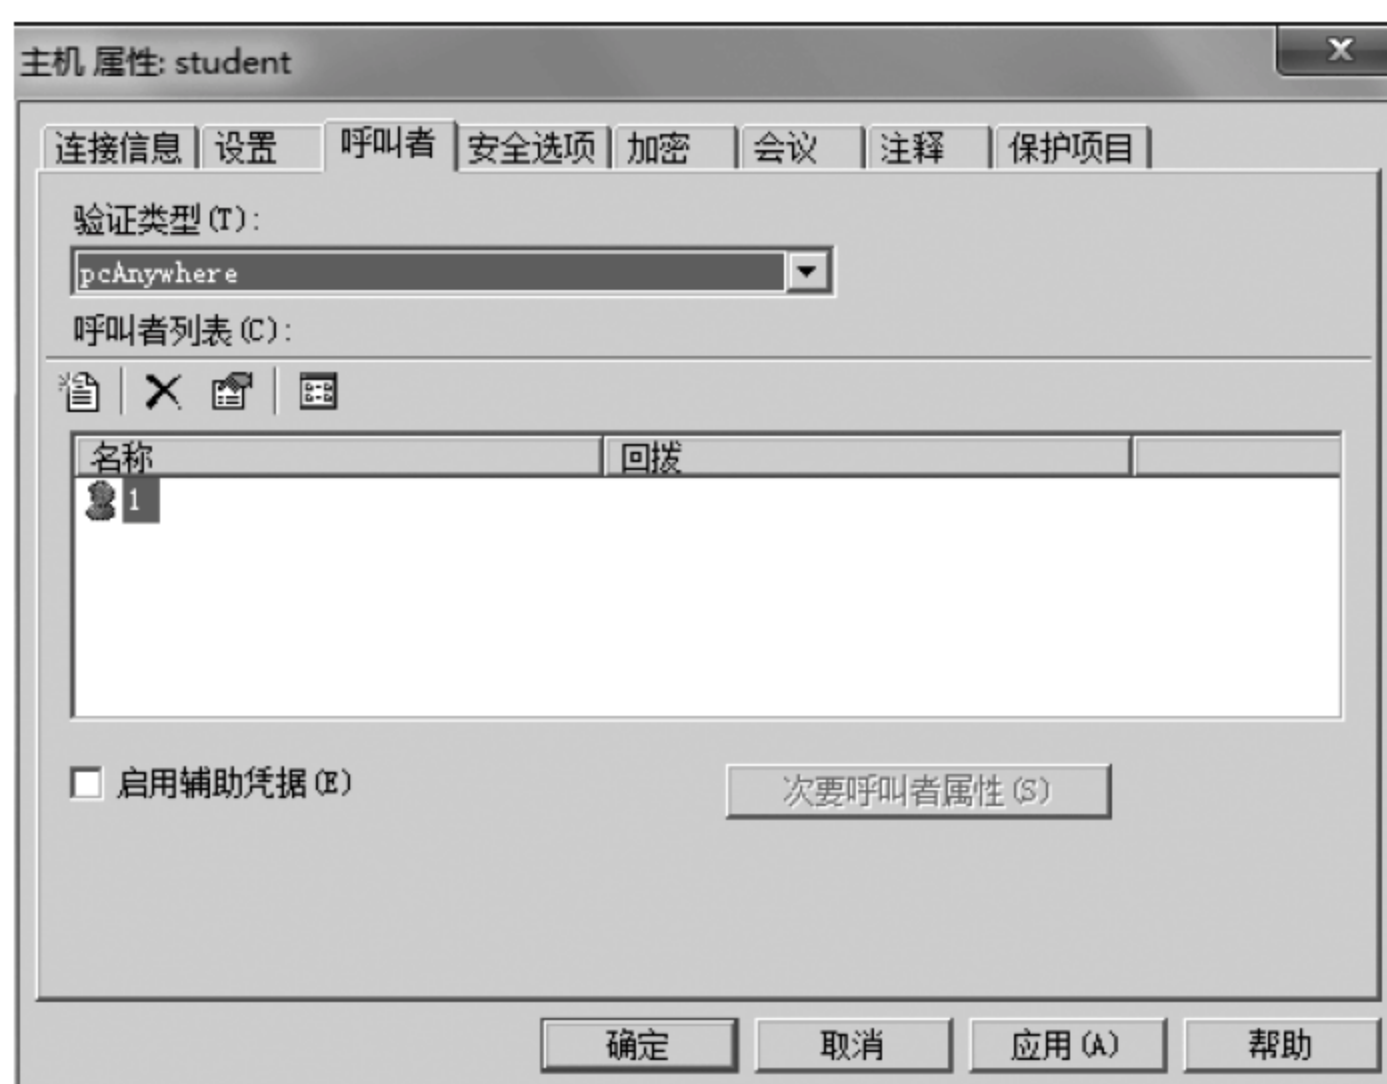 主机 属性: student
连接信息 设置 呼叫者 安全选项 加密 会议 注释 保护项目
验证类型(T):
pcAnywhere
呼叫者列表(C):
名称 回拨
1
启用辅助凭据(E) 次要呼叫者属性(S)
确定 取消 应用(A) 帮助